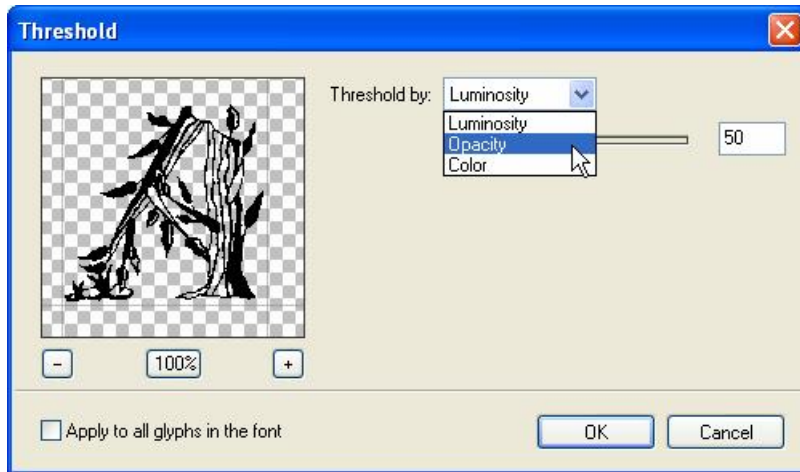 Threshold
Threshold by: Luminosity
Luminosity
Opacity
Color
50
- 100% +
Apply to all glyphs in the font
OK Cancel